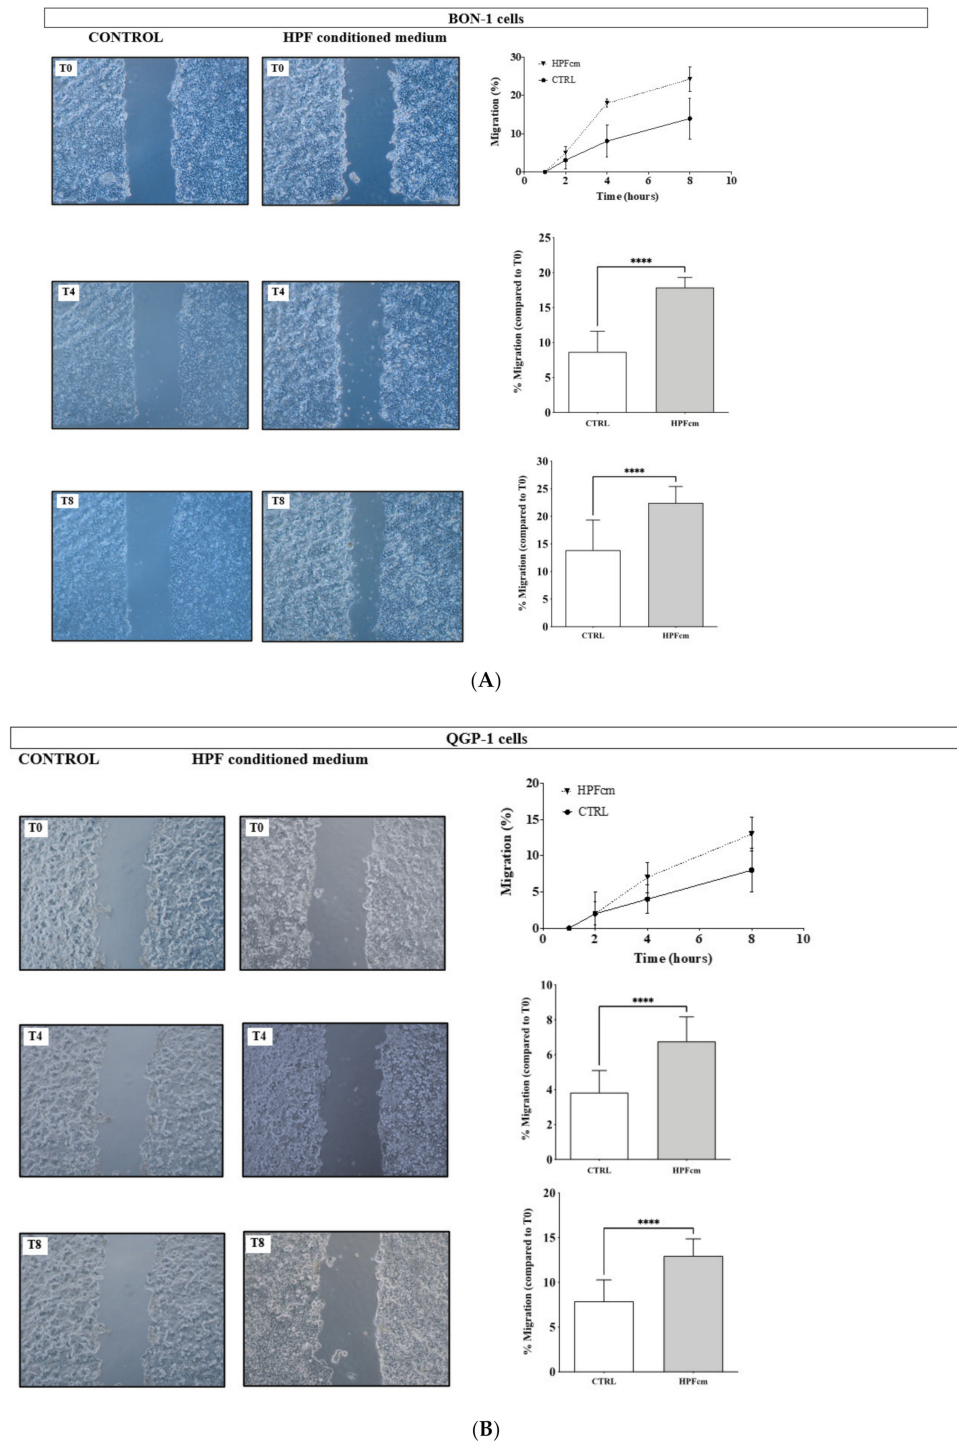 BON-1 cells
CONTROL HPF conditioned medium
T0 T0
Migration (%)
30
20
10
0
HPFcm
CTRL
0 2 4 6 8 10
Time (hours)
T4 T4
% Migration (compared to T0)
25
20
15
10
5
0
****
CTRL HPFcm
T8 T8
% Migration (compared to T0)
30
25
20
15
10
5
0
****
CTRL HPFcm
(A)
QGP-1 cells
CONTROL HPF conditioned medium
T0 T0
Migration (%)
20
15
10
5
0
HPFcm
CTRL
0 2 4 6 8 10
Time (hours)
T4 T4
% Migration (compared to T0)
10
8
6
4
2
0
****
CTRL HPFcm
T8 T8
% Migration (compared to T0)
20
15
10
5
0
****
CTRL HPFcm
(B)